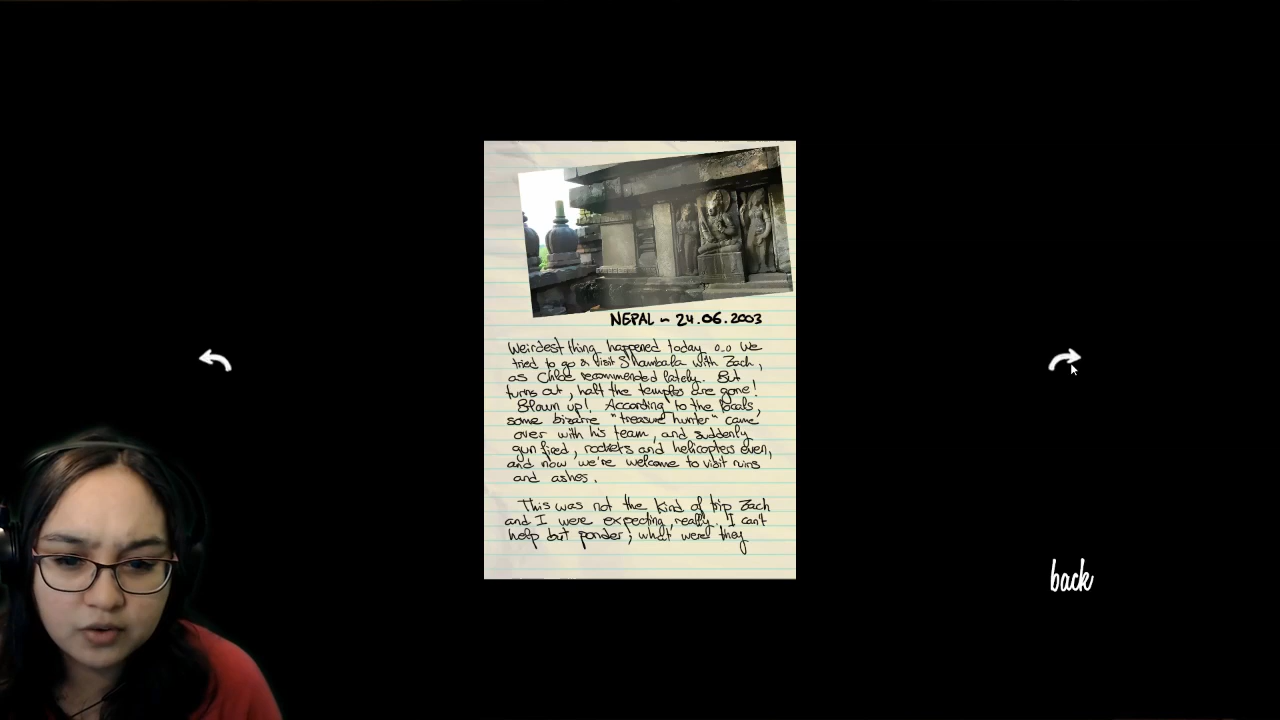 NEPAL ~ 24.06.2003
Weirdest thing happened today o.o We
tried to go & visit Shambala with Zach,
as Chloe recommended lately. But
turns out, half the temples are gone!
Blown up! According to the locals,
some bizarre "treasure hunter" came
over with his team, and suddenly
gun fired, rockets and helicopters even,
and now we're welcome to visit ruins
and ashes.
This was not the kind of trip Zach
and I were expecting, really. I can't
help but ponder; what were they
back